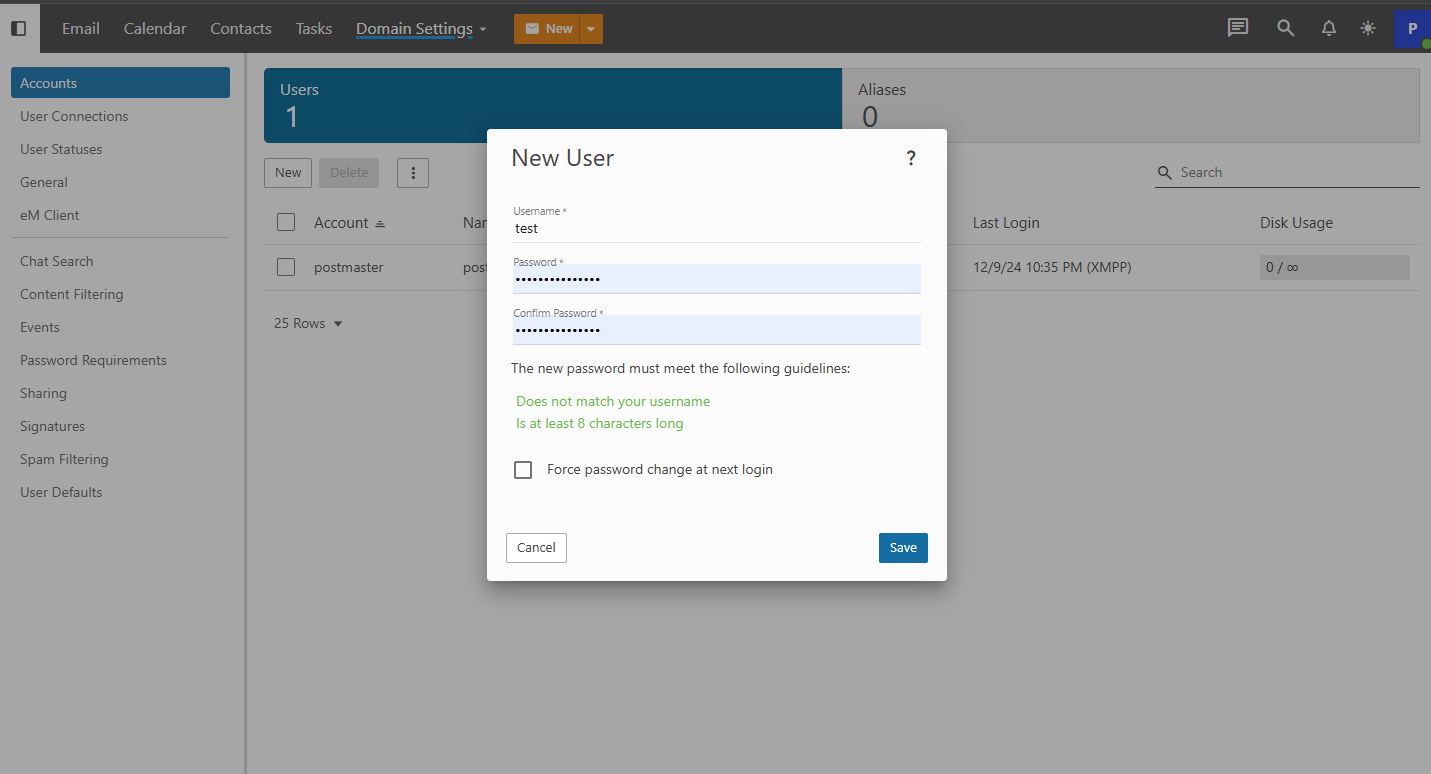 Email Calendar Contacts Tasks Domain Settings New P
Accounts
User Connections
User Statuses
General
eM Client
Chat Search
Content Filtering
Events
Password Requirements
Sharing
Signatures
Spam Filtering
User Defaults
Users
1
Aliases
0
New Delete
Search
Account Nar Last Login Disk Usage
postmaster post 12/9/24 10:35 PM (XMPP) 0 / ∞
25 Rows
New User ?
Username *
test
Password *
•••••••••••••••
Confirm Password *
•••••••••••••••
The new password must meet the following guidelines:
Does not match your username
Is at least 8 characters long
Force password change at next login
Cancel Save